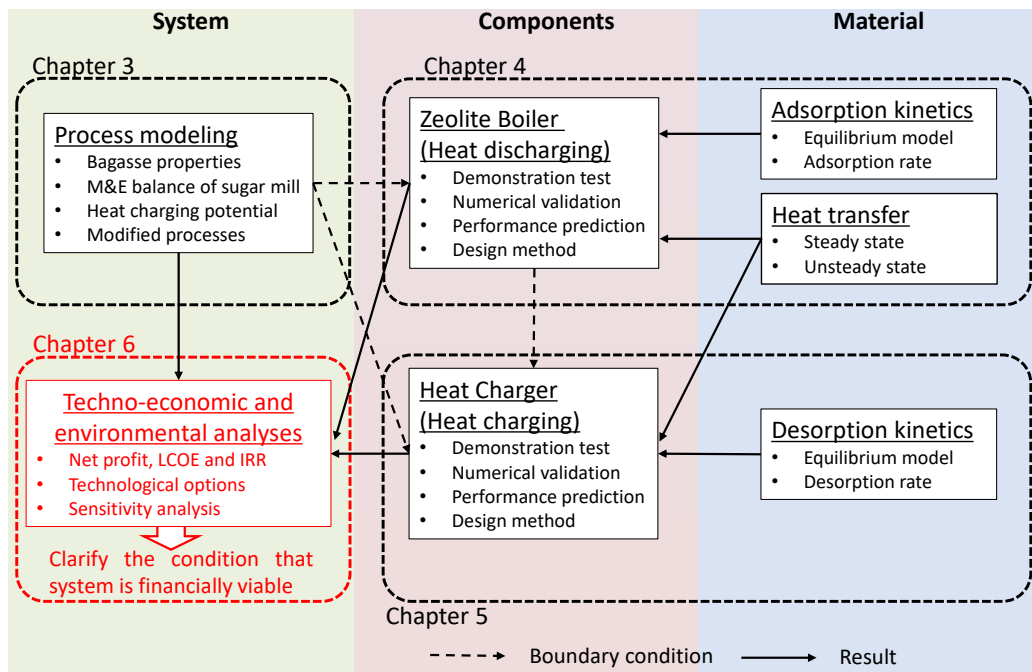 System
Components
Material
Chapter 3
Process modeling
• Bagasse properties
• M&E balance of sugar mill
• Heat charging potential
• Modified processes
Chapter 4
Zeolite Boiler
(Heat discharging)
• Demonstration test
• Numerical validation
• Performance prediction
• Design method
Adsorption kinetics
• Equilibrium model
• Adsorption rate
Heat transfer
• Steady state
• Unsteady state
Chapter 6
Techno-economic and
environmental analyses
• Net profit, LCOE and IRR
• Technological options
• Sensitivity analysis
Clarify the condition that
system is financially viable
Heat Charger
(Heat charging)
• Demonstration test
• Numerical validation
• Performance prediction
• Design method
Desorption kinetics
• Equilibrium model
• Desorption rate
Chapter 5
Boundary condition
Result